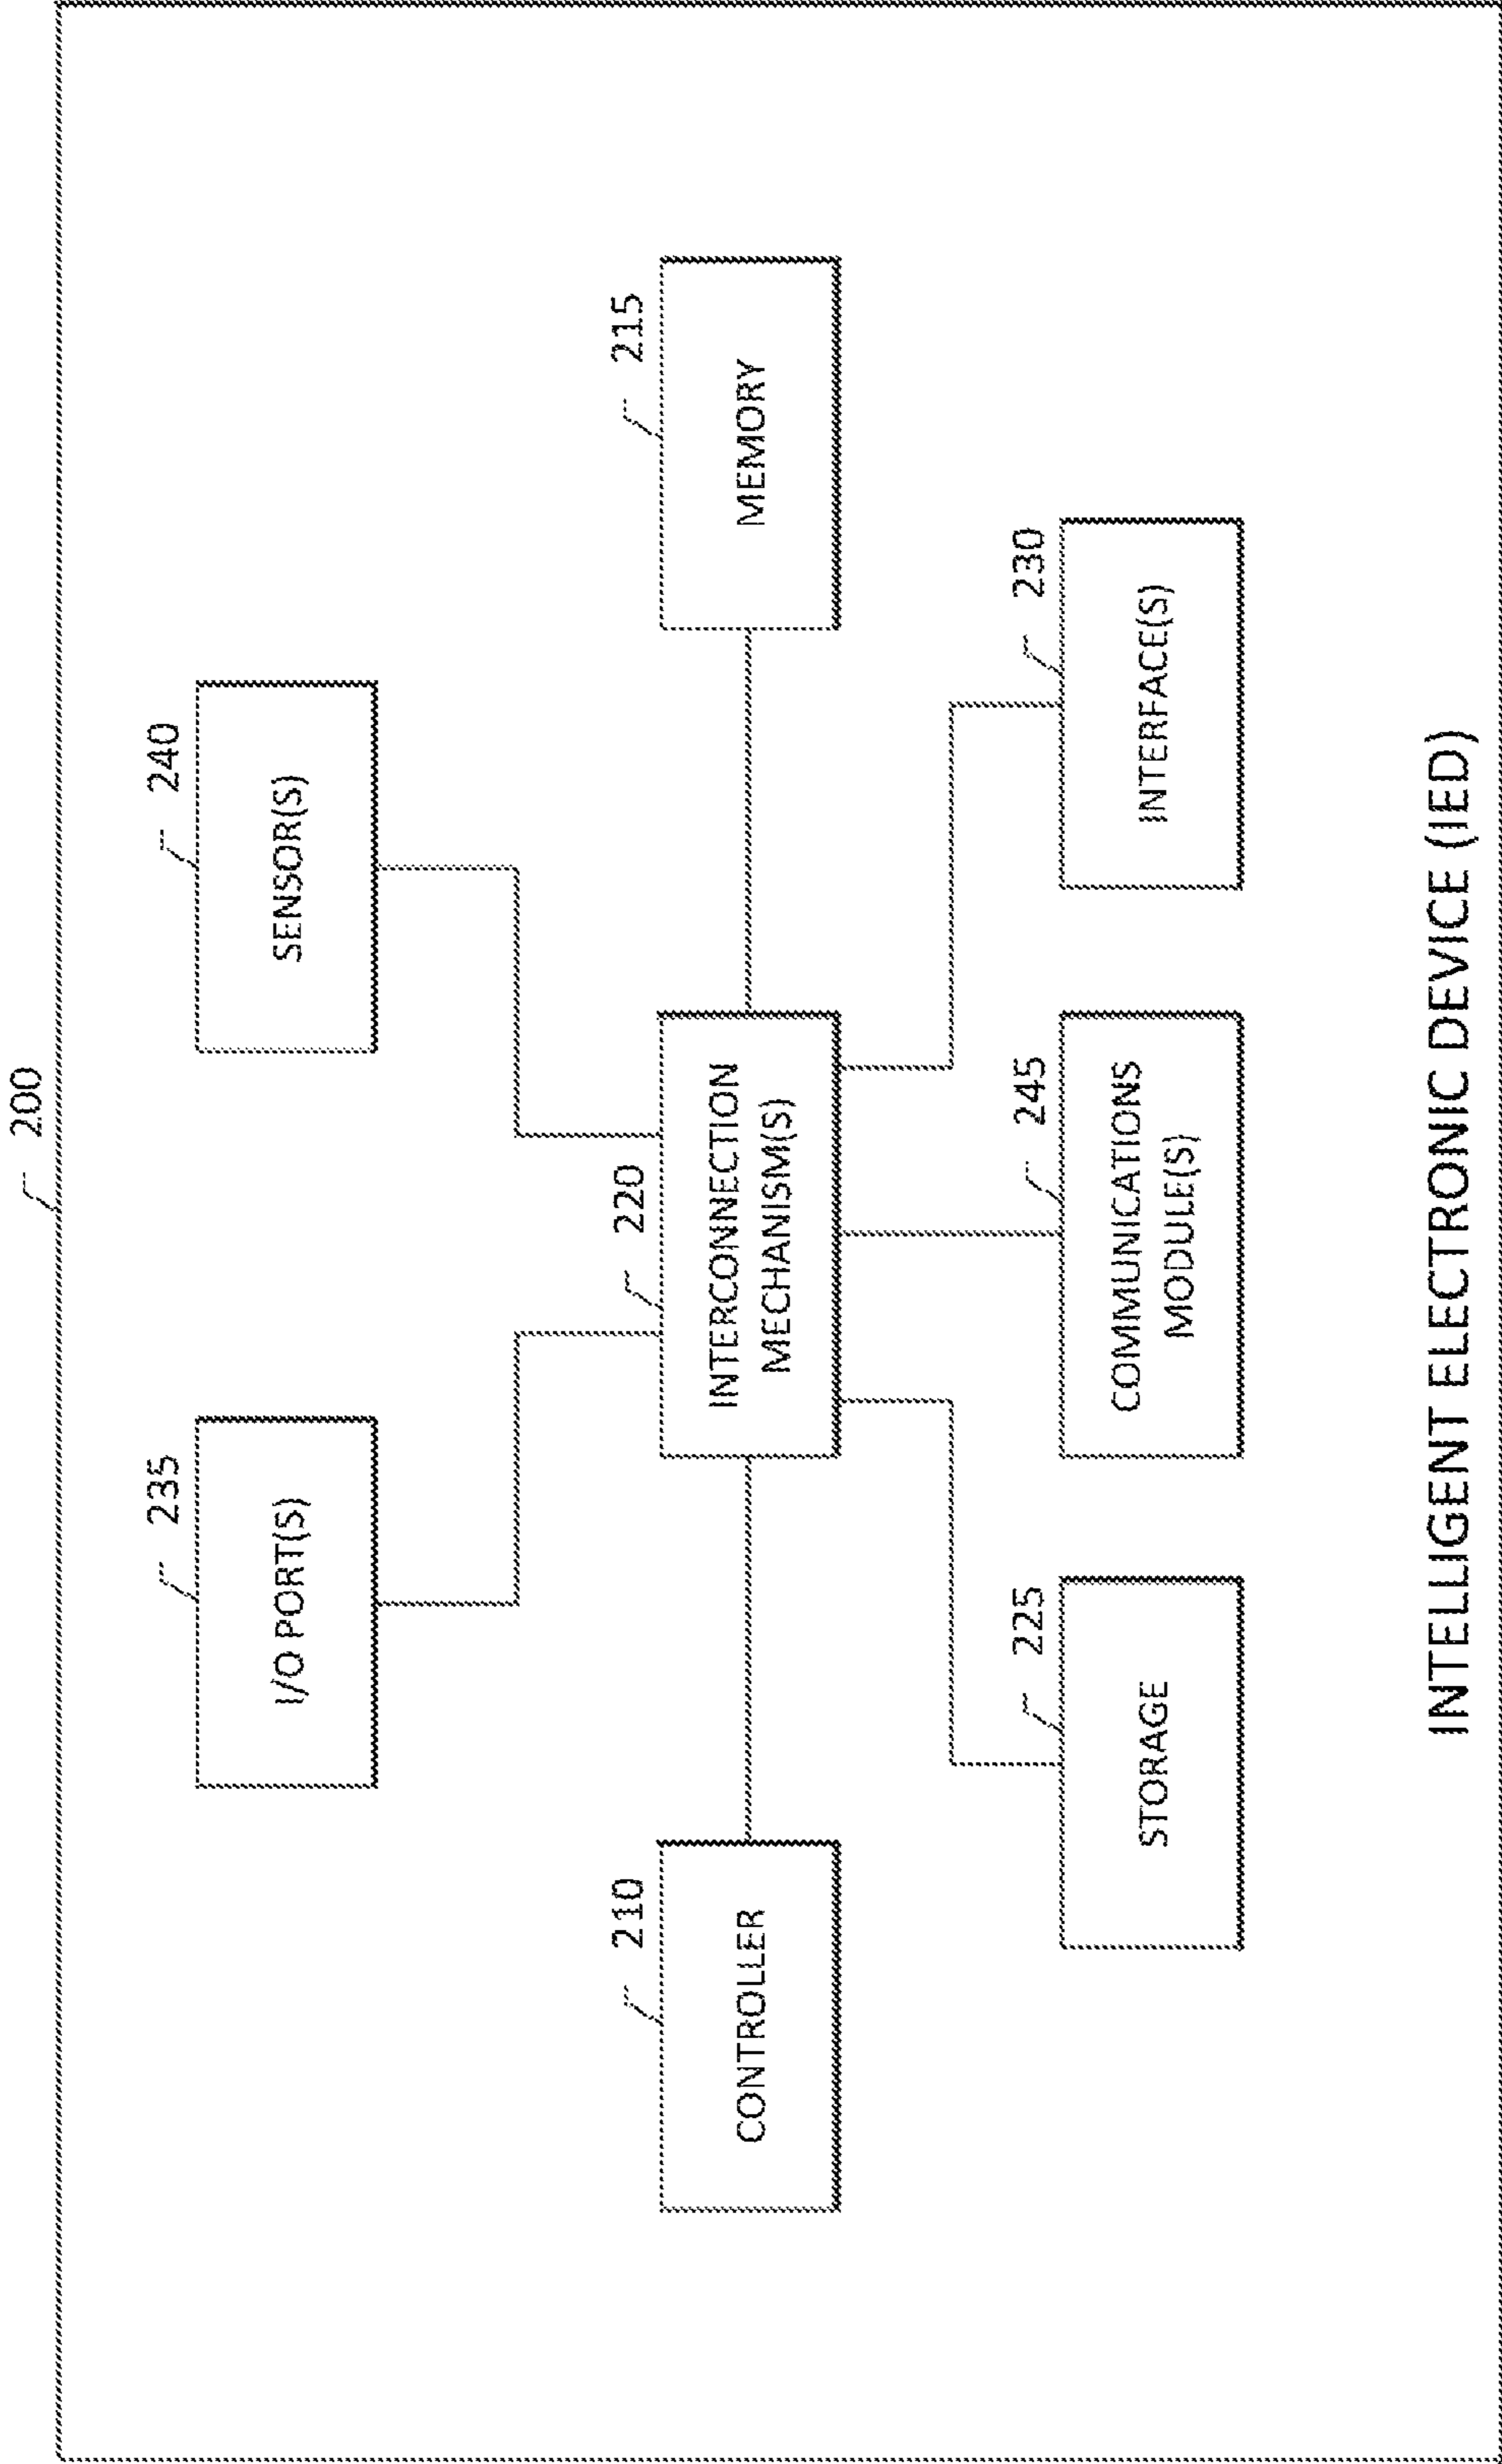 200
235
I/O PORT(S)
240
SENSOR(S)
210
CONTROLLER
220
INTERCONNECTION
MECHANISM(S)
215
MEMORY
225
STORAGE
245
COMMUNICATIONS
MODULE(S)
230
INTERFACE(S)
INTELLIGENT ELECTRONIC DEVICE (IED)